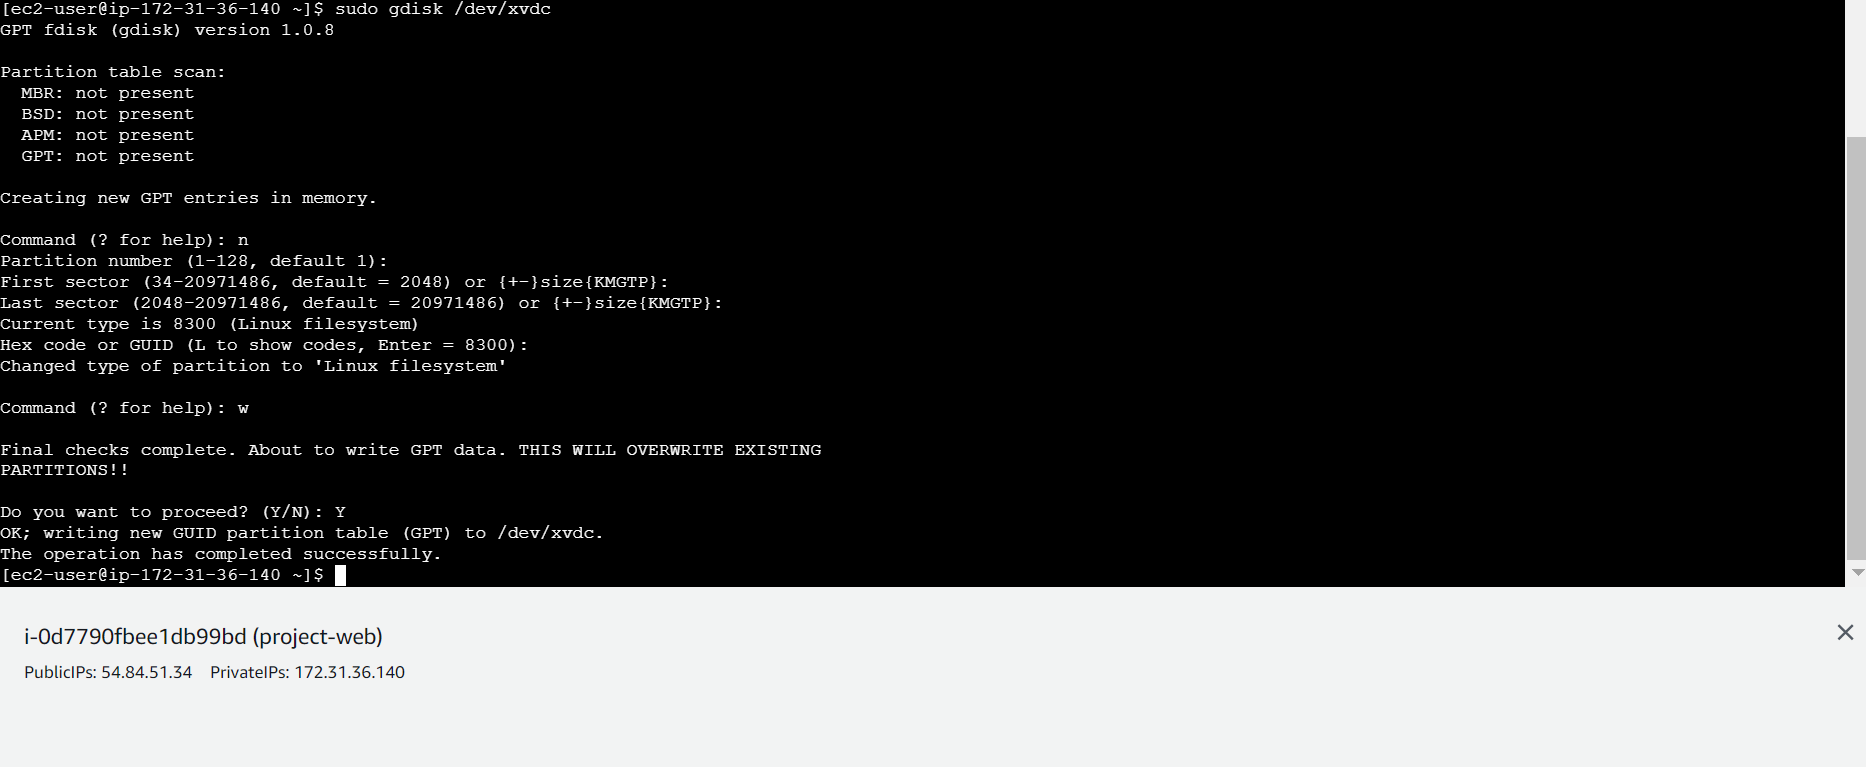 [ec2-user@ip-172-31-36-140 ~]$ sudo gdisk /dev/xvdc
GPT fdisk (gdisk) version 1.0.8
Partition table scan:
MBR: not present
BSD: not present
APM: not present
GPT: not present
Creating new GPT entries in memory.
Command (? for help): n
Partition number (1-128, default 1):
First sector (34-20971486, default = 2048) or {+-}size{KMGTP}:
Last sector (2048-20971486, default = 20971486) or {+-}size{KMGTP}:
Current type is 8300 (Linux filesystem)
Hex code or GUID (L to show codes, Enter = 8300):
Changed type of partition to 'Linux filesystem'
Command (? for help): w
Final checks complete. About to write GPT data. THIS WILL OVERWRITE EXISTING
PARTITIONS!!
Do you want to proceed? (Y/N): Y
OK; writing new GUID partition table (GPT) to /dev/xvdc.
The operation has completed successfully.
[ec2-user@ip-172-31-36-140 ~]$
i-0d7790fbee1db99bd (project-web)
PublicIPs: 54.84.51.34 PrivateIPs: 172.31.36.140